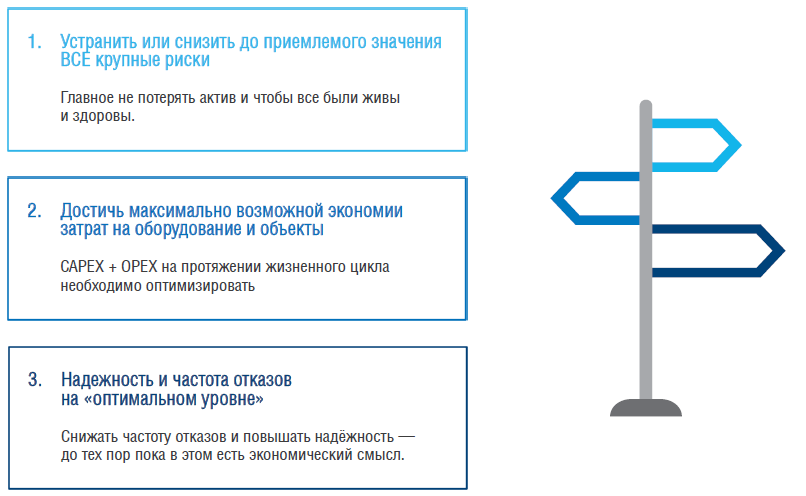 1. Устранить или снизить до приемлемого значения
ВСЕ крупные риски
Главное не потерять актив и чтобы все были живы
и здоровы.
2. Достичь максимально возможной экономии
затрат на оборудование и объекты
CAPEX + OPEX на протяжении жизненного цикла
необходимо оптимизировать
3. Надежность и частота отказов
на «оптимальном уровне»
Снижать частоту отказов и повышать надёжность —
до тех пор пока в этом есть экономический смысл.